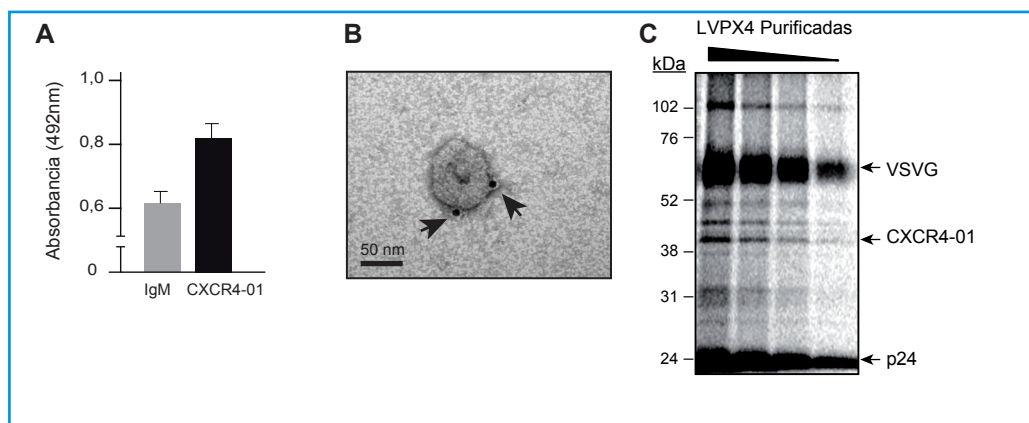 A
Absorbancia (492nm)
1,0
0,8
0,6
0
IgM
CXCR4-01
B
50 nm
C
LVPX4 Purificadas
kDa
102
76
52
38
31
24
VSVG
CXCR4-01
p24